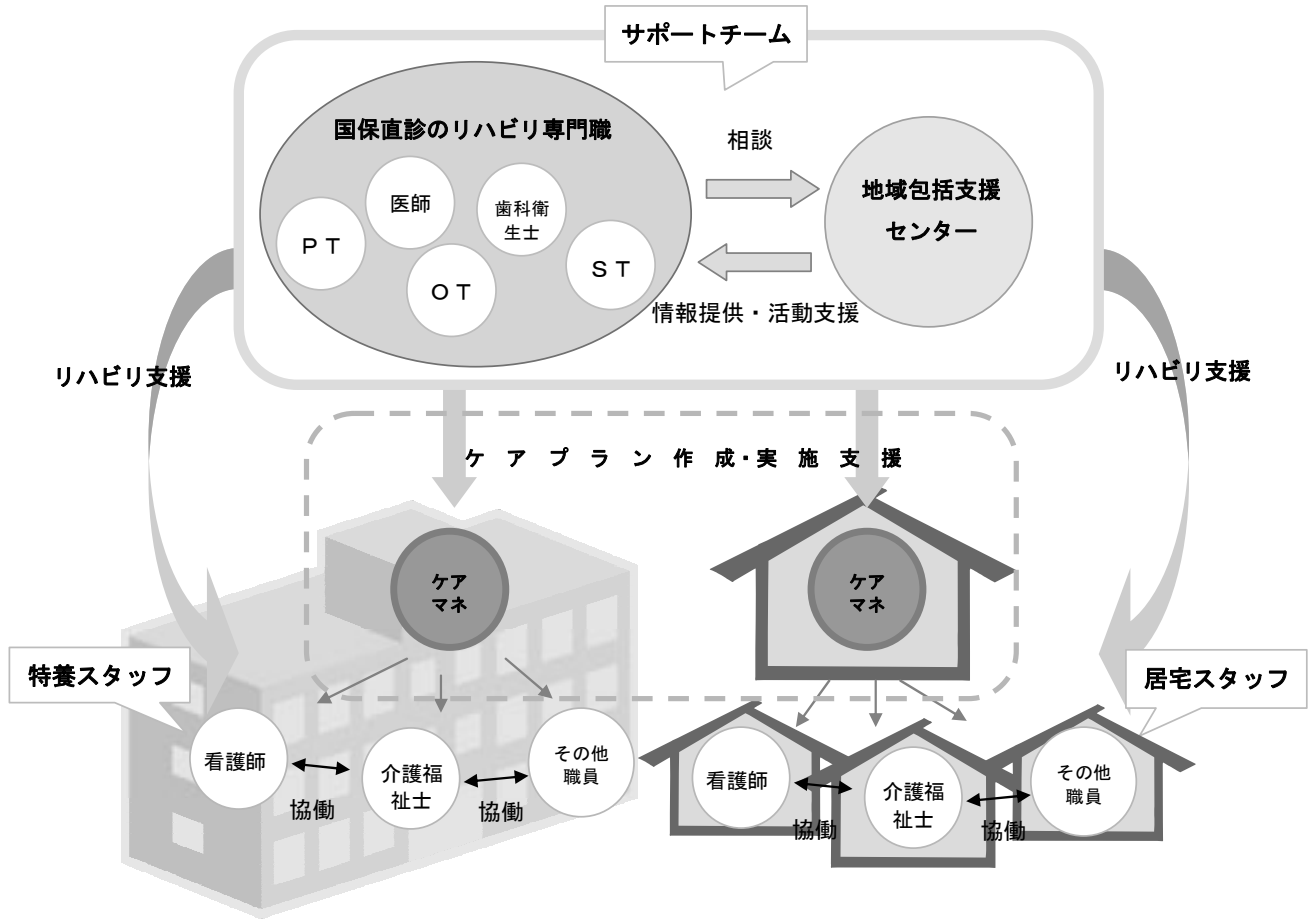 サポートチーム
国保直診のリハビリ専門職
医師
歯科衛
生士
ＰＴ
ＯＴ
ＳＴ
相談
情報提供・活動支援
地域包括支援
センター
リハビリ支援
リハビリ支援
ケアプラン作成・実施支援
ケア
マネ
ケア
マネ
特養スタッフ
居宅スタッフ
看護師
協働
介護福
祉士
協働
その他
職員
看護師
協働
介護福
祉士
協働
その他
職員